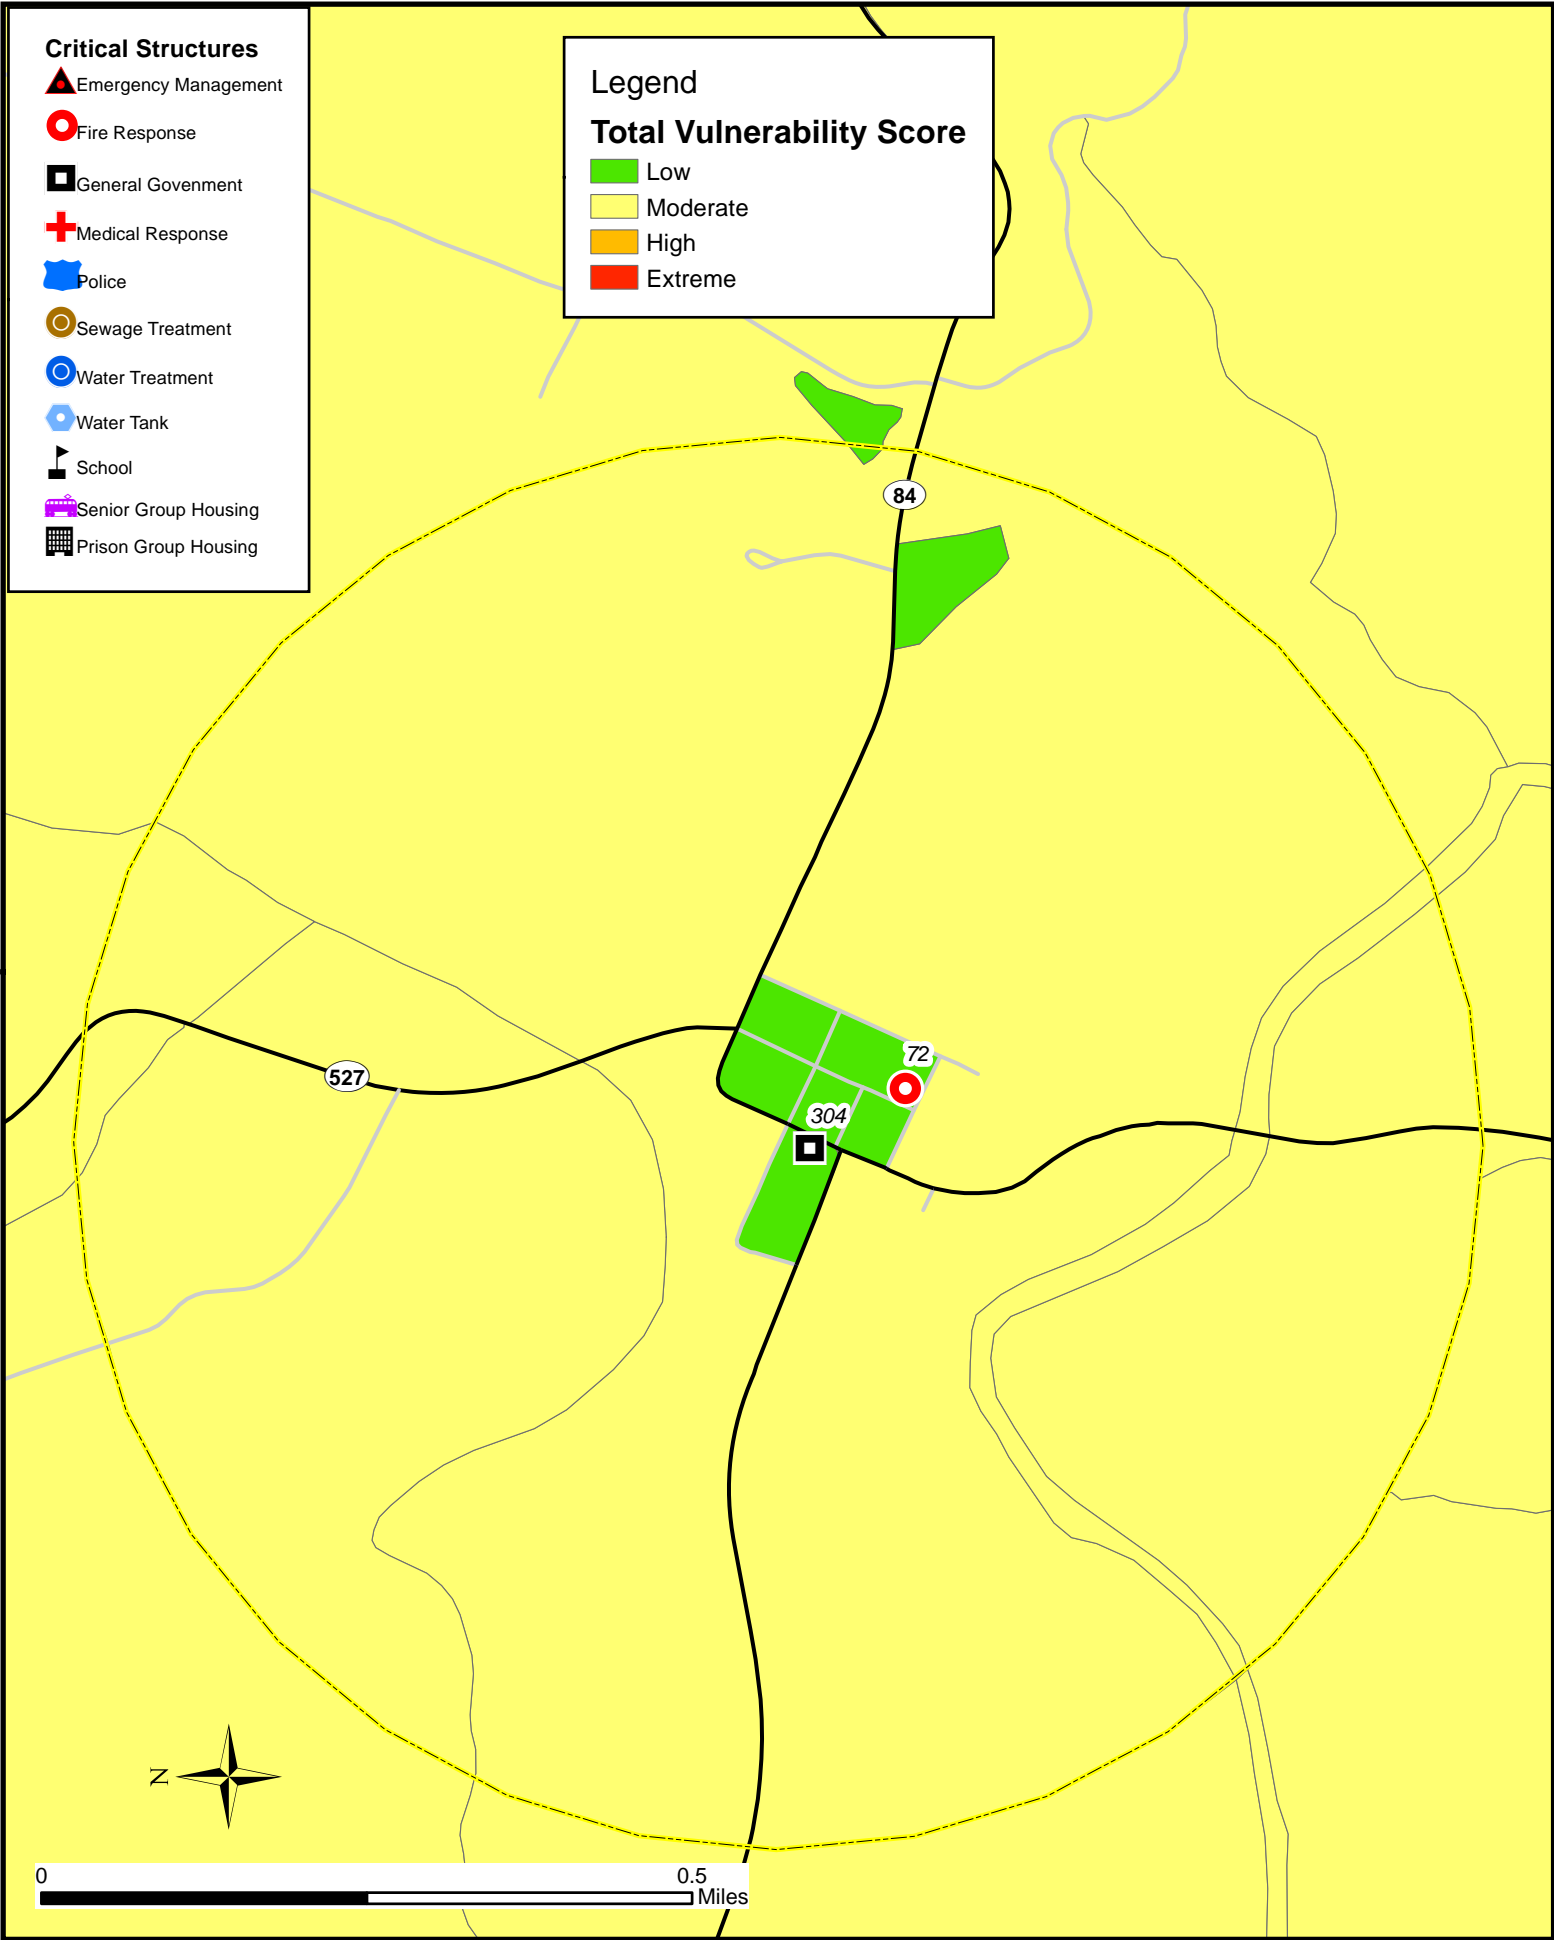 Critical Structures
Emergency Management
Fire Response
General Govenment
Medical Response
Police
Sewage Treatment
Water Treatment
Water Tank
School
Senior Group Housing
Prison Group Housing
Legend
Total Vulnerability Score
Low
Moderate
High
Extreme
84
72
527
304
N
0
0.5
Miles